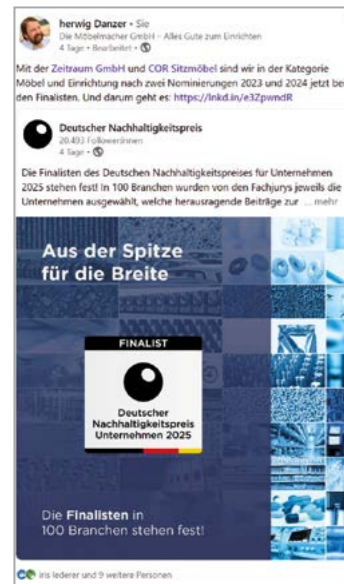 herwig Danzer • Sie
Die Möbelmacher GmbH – Alles Gute zum Einrichten
4 Tage • Bearbeitet •
Mit der Zeitraum GmbH und COR Sitzmöbel sind wir in der Kategorie
Möbel und Einrichtung nach zwei Nominierungen 2023 und 2024 jetzt bei
den Finalisten. Und darum geht es: https://lnkd.in/e3ZpwmdR
Deutscher Nachhaltigkeitspreis
20.493 Follower:innen
4 Tage •
Die Finalisten des Deutschen Nachhaltigkeitspreises für Unternehmen
2025 stehen fest! In 100 Branchen wurden von den Fachjurys jeweils die
Unternehmen ausgewählt, welche herausragende Beiträge zur ... mehr
Aus der Spitze
für die Breite
FINALIST
Deutscher
Nachhaltigkeitspreis
Unternehmen 2025
Die Finalisten in
100 Branchen stehen fest!
Iris lederer und 9 weitere Personen